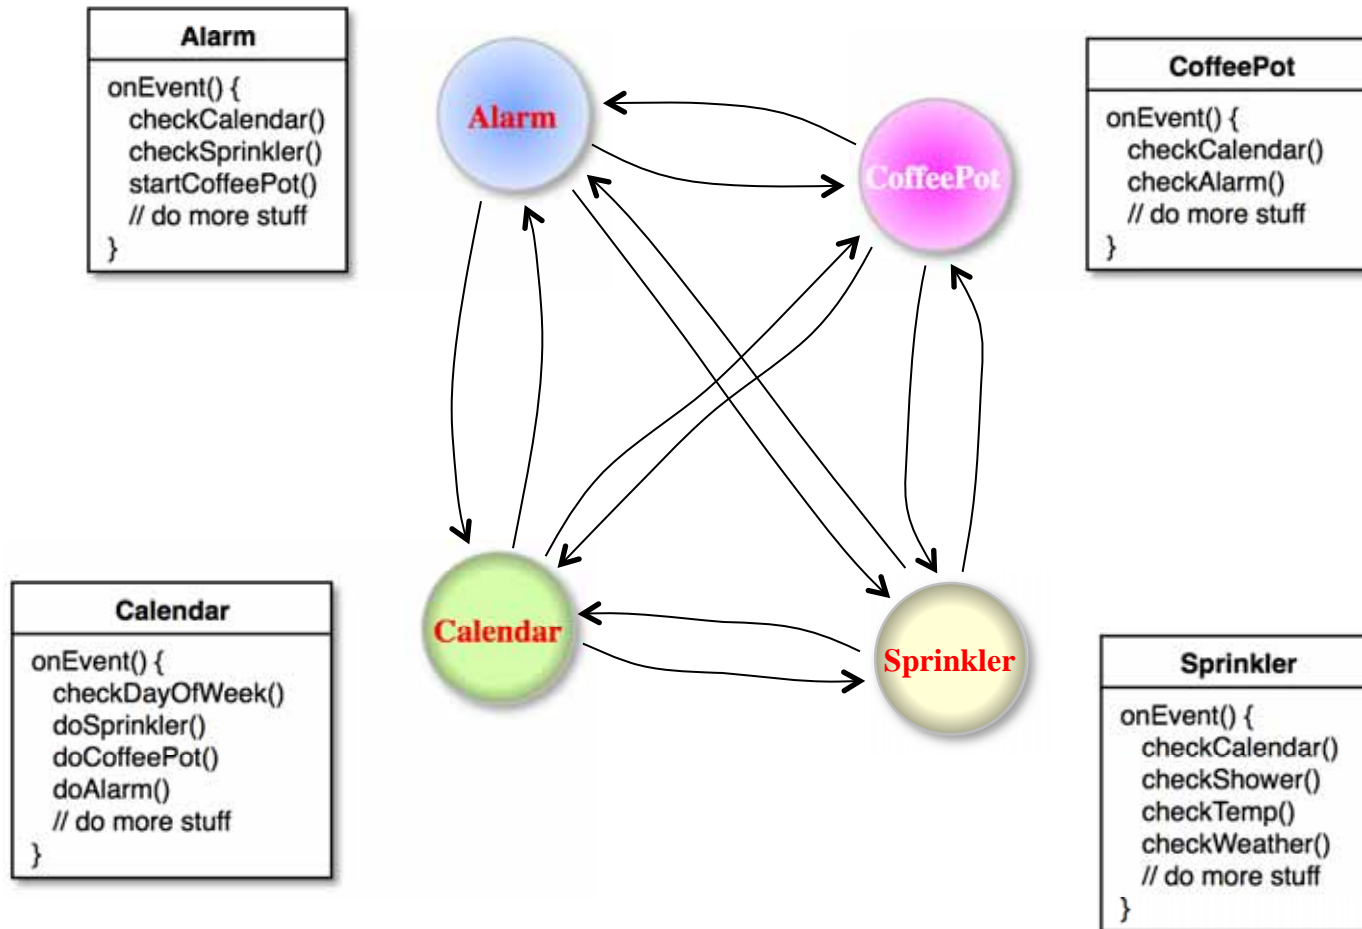 Alarm
onEvent() {
checkCalendar()
checkSprinkler()
startCoffeePot()
// do more stuff
}
Alarm
CoffeePot
CoffeePot
onEvent() {
checkCalendar()
checkAlarm()
// do more stuff
}
Calendar
onEvent() {
checkDayOfWeek()
doSprinkler()
doCoffeePot()
doAlarm()
// do more stuff
}
Calendar
Sprinkler
Sprinkler
onEvent() {
checkCalendar()
checkShower()
checkTemp()
checkWeather()
// do more stuff
}